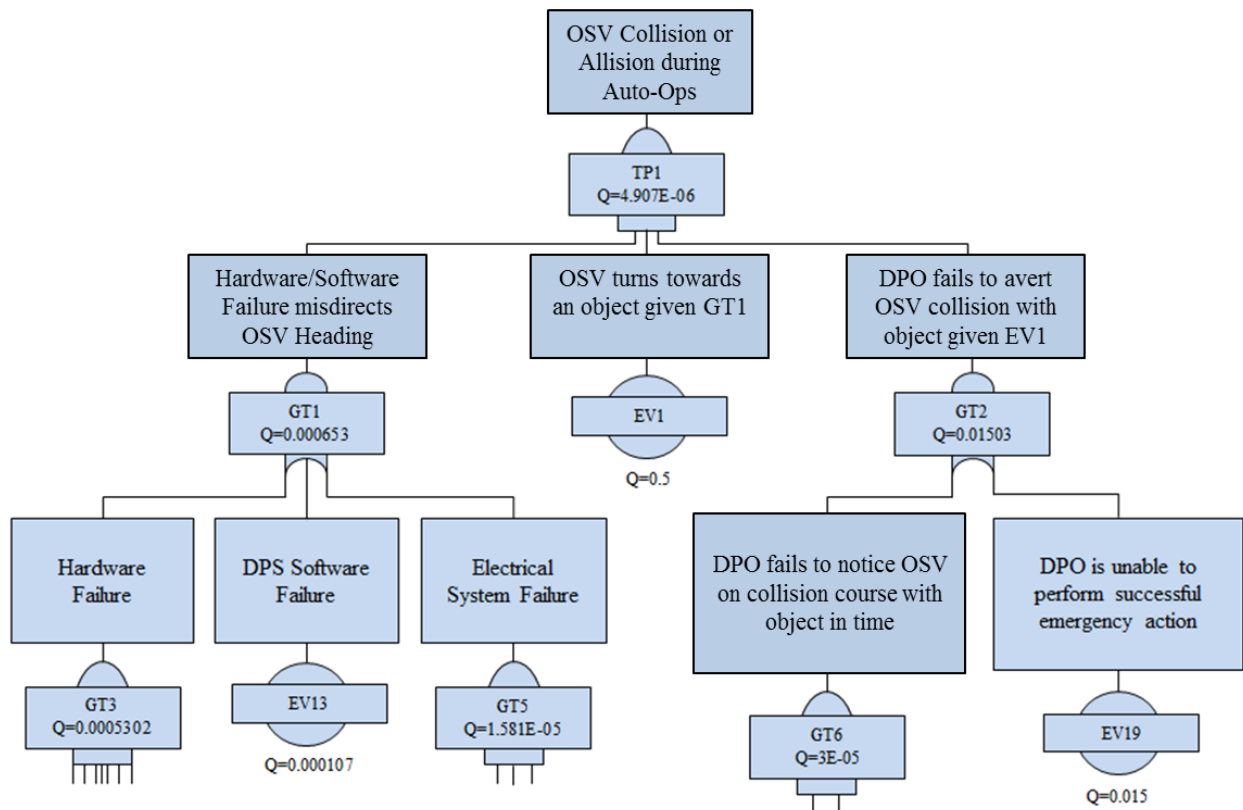 OSV Collision or
Allision during
Auto-Ops
TP1
Q=4.907E-06
Hardware/Software
Failure misdirects
OSV Heading
OSV turns towards
an object given GT1
DPO fails to avert
OSV collision with
object given EV1
GT1
Q=0.000653
EV1
Q=0.5
GT2
Q=0.01503
Hardware
Failure
DPS Software
Failure
Electrical
System Failure
DPO fails to notice OSV
on collision course with
object in time
DPO is unable to
perform successful
emergency action
GT3
Q=0.0005302
EV13
Q=0.000107
GT5
Q=1.581E-05
GT6
Q=3E-05
EV19
Q=0.015